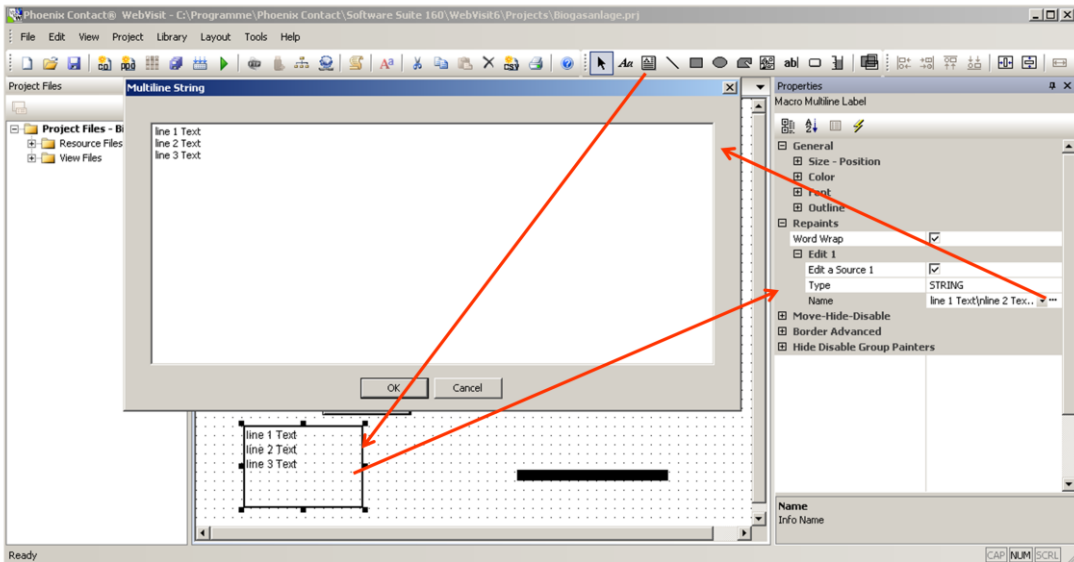 Phoenix Contact® WebVisit - C:\Programme\Phoenix Contact\Software Suite 160\WebVisit6\Projects\Biogasanlage.prj
File Edit View Project Library Layout Tools Help
Aα
ab|
Project Files
Multiline String
Properties
Macro Multiline Label
Project Files - Bi
Resource Files
View Files
line 1 Text
line 2 Text
line 3 Text
OK
Cancel
General
Size - Position
Color
Font
Outline
Repaints
Word Wrap
Edit 1
Edit a Source 1
Type STRING
Name line 1 Text\nline 2 Tex..
Move-Hide-Disable
Border Advanced
Hide Disable Group Painters
line 1 Text
line 2 Text
line 3 Text
Name
Info Name
Ready
CAP NUM SCRL